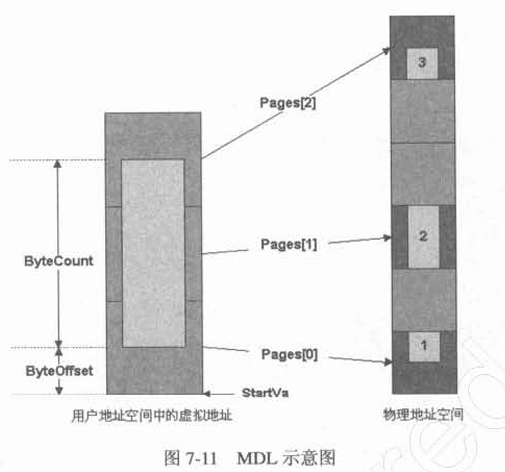 3
Pages[2]
ByteCount
Pages[1]
2
Pages[0]
1
ByteOffset
StartVa
用户地址空间中的虚拟地址
物理地址空间
图 7-11 MDL 示意图